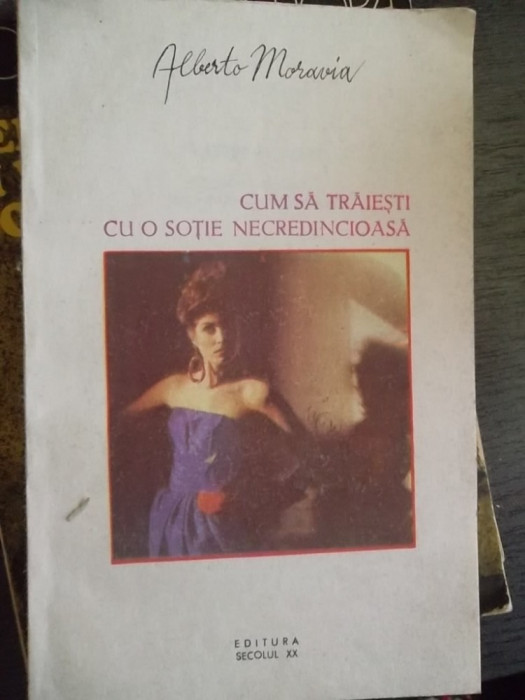 Alberto Moravia
CUM SĂ TRĂIEȘTI
CU O SOȚIE NECREDINCIOASĂ
EDITURA
SECOLUL XX